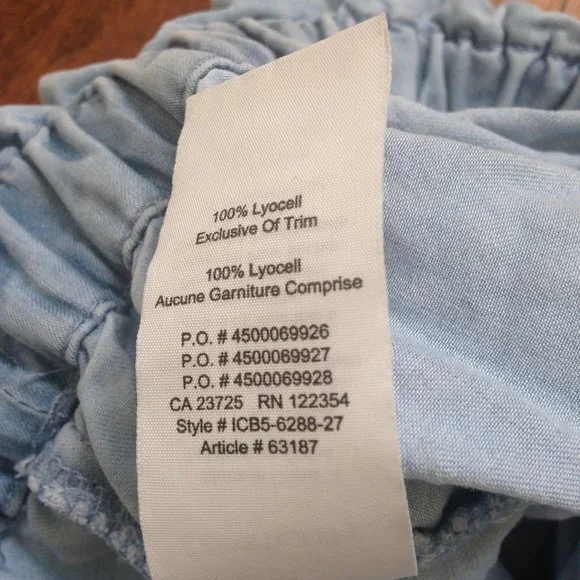 100% Lyocell
Exclusive Of Trim
100% Lyocell
Aucune Garniture Comprise
P.O. # 4500069926
P.O. # 4500069927
P.O. # 4500069928
CA 23725 RN 122354
Style # ICB5-6288-27
Article # 63187